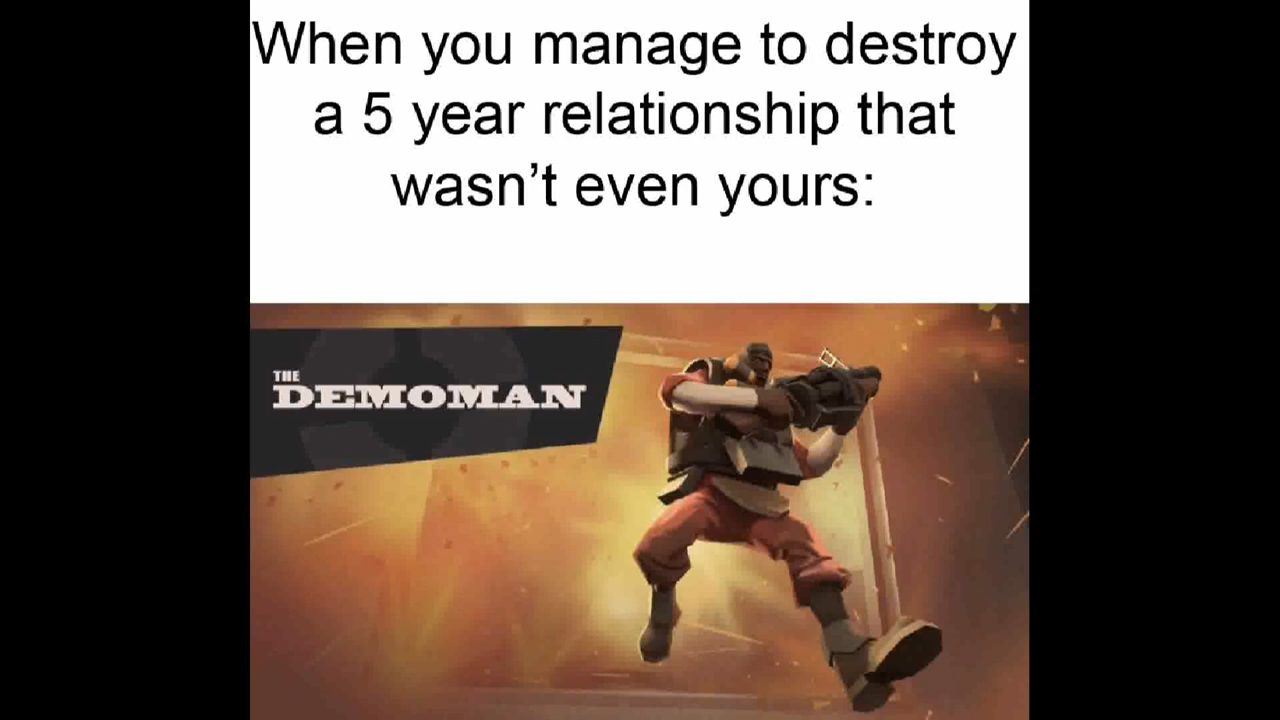 When you manage to destroy
a 5 year relationship that
wasn’t even yours:
THE
DEMOMAN